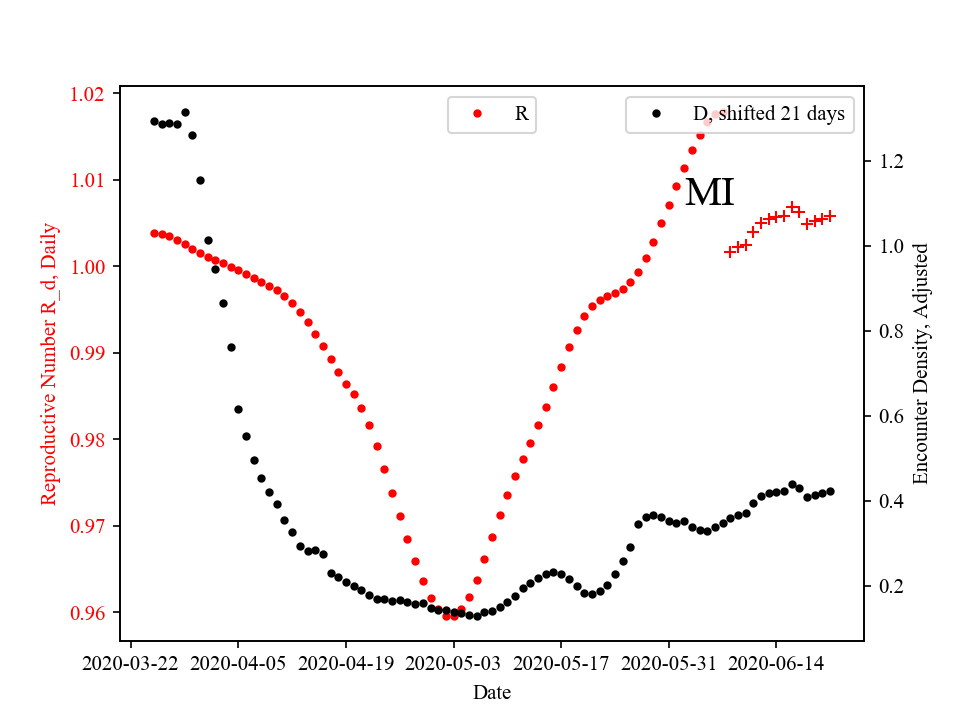 R
D, shifted 21 days
MI
1.02
1.01
1.00
0.99
0.98
0.97
0.96
Reproductive Number R_d, Daily
1.2
1.0
0.8
0.6
0.4
0.2
Encounter Density, Adjusted
2020-03-22 2020-04-05 2020-04-19 2020-05-03 2020-05-17 2020-05-31 2020-06-14
Date